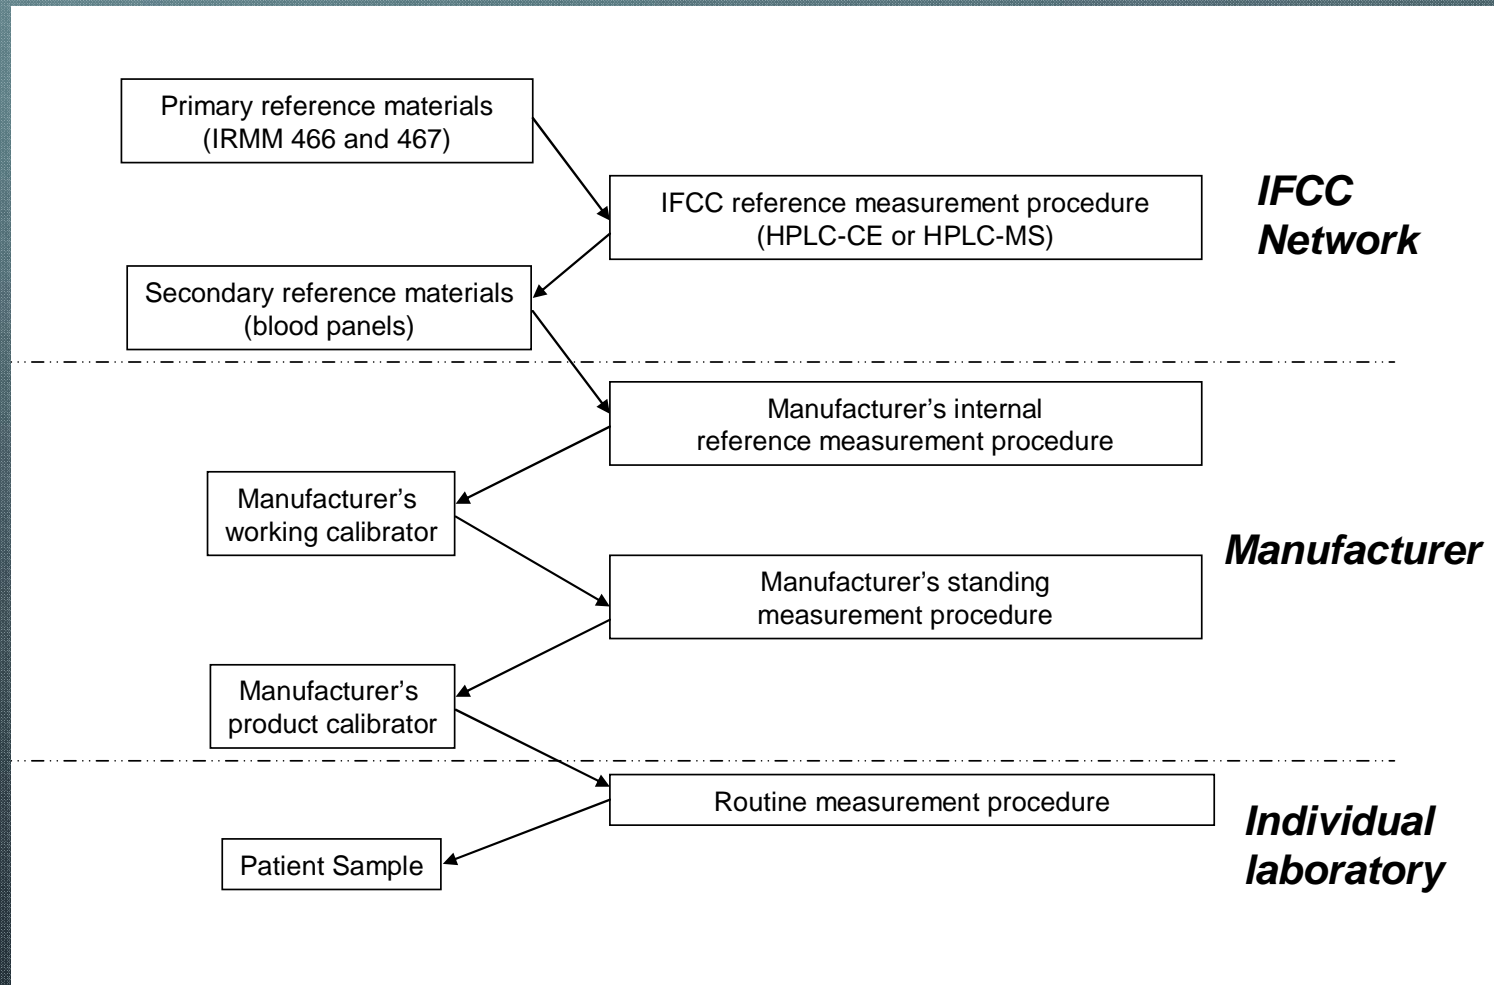 Primary reference materials
(IRMM 466 and 467)
IFCC reference measurement procedure
(HPLC-CE or HPLC-MS)
IFCC
Network
Secondary reference materials
(blood panels)
Manufacturer’s internal
reference measurement procedure
Manufacturer’s
working calibrator
Manufacturer
Manufacturer’s standing
measurement procedure
Manufacturer’s
product calibrator
Routine measurement procedure
Individual
laboratory
Patient Sample